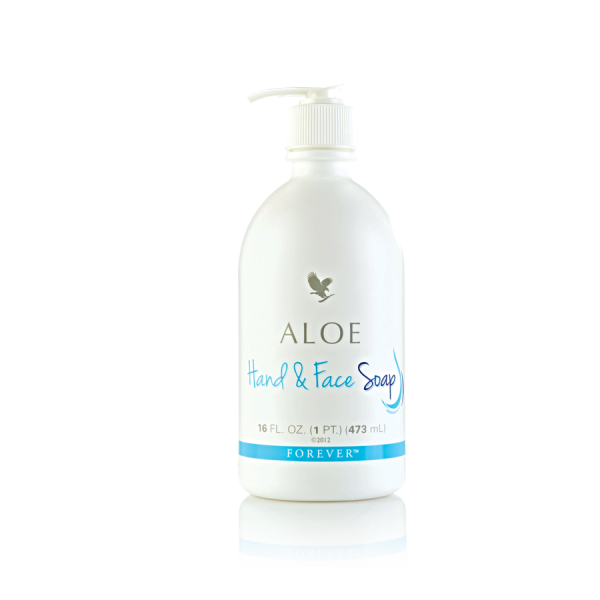 ALOE
Hand & Face Soap
16 FL. OZ. (1 PT.) (473 mL)
©2012
FOREVER™